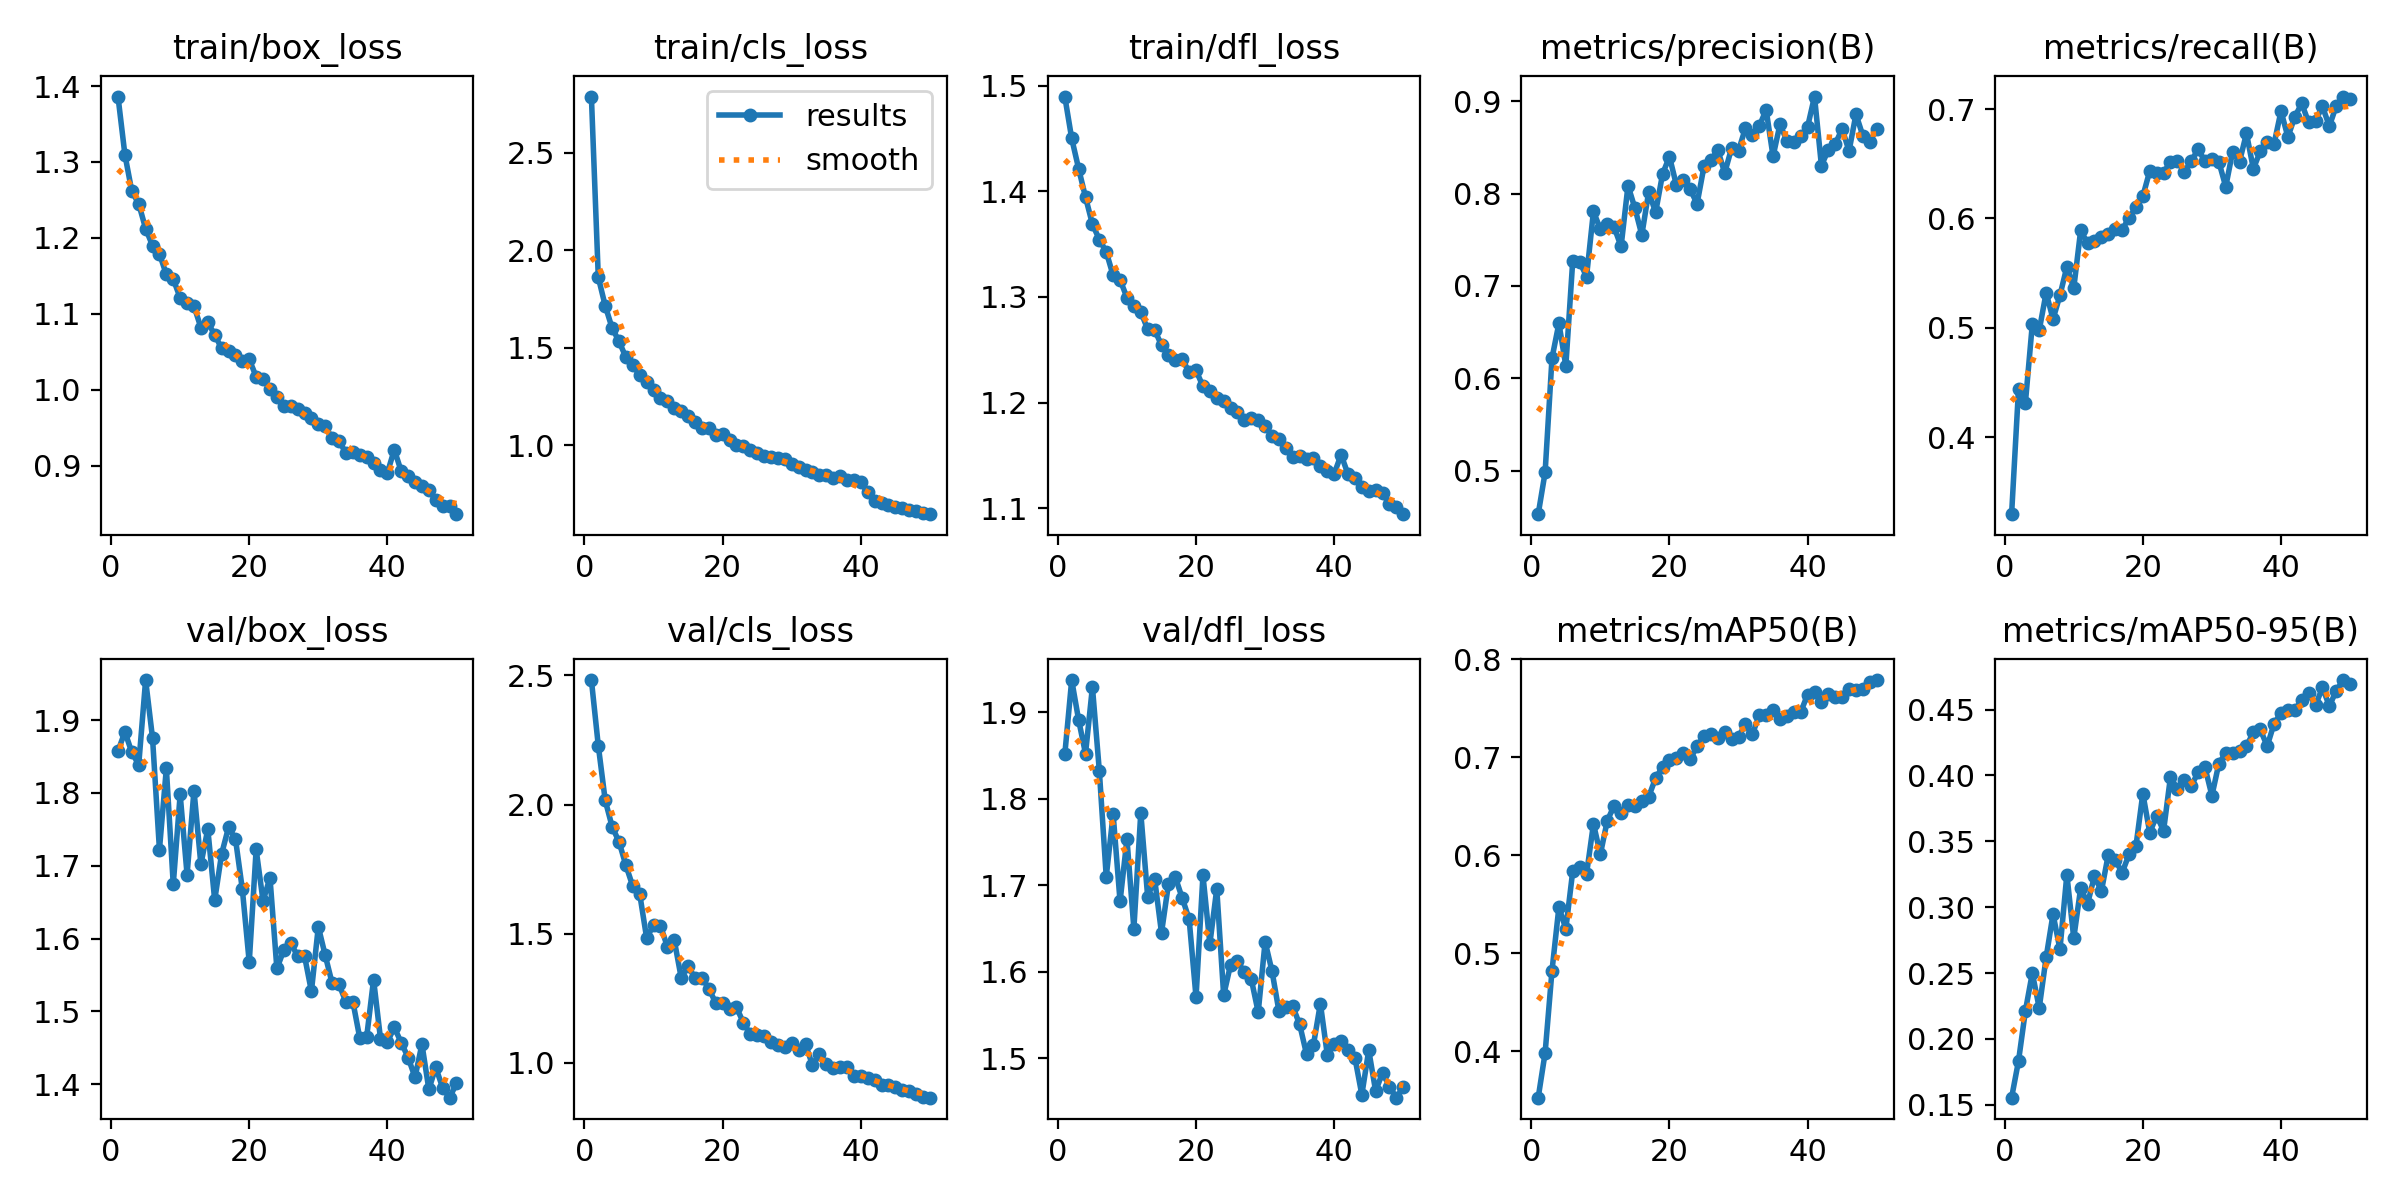 train/box_loss
train/cls_loss
train/dfl_loss
metrics/precision(B)
metrics/recall(B)
1.4
1.3
1.2
1.1
1.0
0.9
0 20 40
results
smooth
2.5
2.0
1.5
1.0
0 20 40
1.5
1.4
1.3
1.2
1.1
0 20 40
0.9
0.8
0.7
0.6
0.5
0 20 40
0.7
0.6
0.5
0.4
0 20 40
val/box_loss
val/cls_loss
val/dfl_loss
metrics/mAP50(B)
metrics/mAP50-95(B)
1.9
1.8
1.7
1.6
1.5
1.4
0 20 40
2.5
2.0
1.5
1.0
0 20 40
1.9
1.8
1.7
1.6
1.5
0 20 40
0.8
0.7
0.6
0.5
0.4
0 20 40
0.45
0.40
0.35
0.30
0.25
0.20
0.15
0 20 40